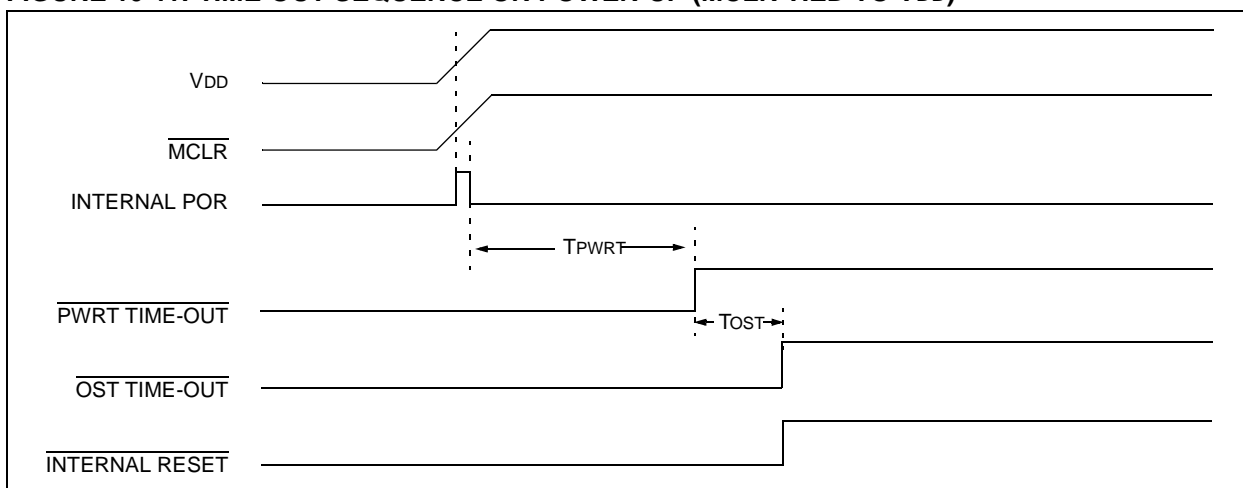 VDD
MCLR
INTERNAL POR
TPWRT
PWRT TIME-OUT
TOST
OST TIME-OUT
INTERNAL RESET